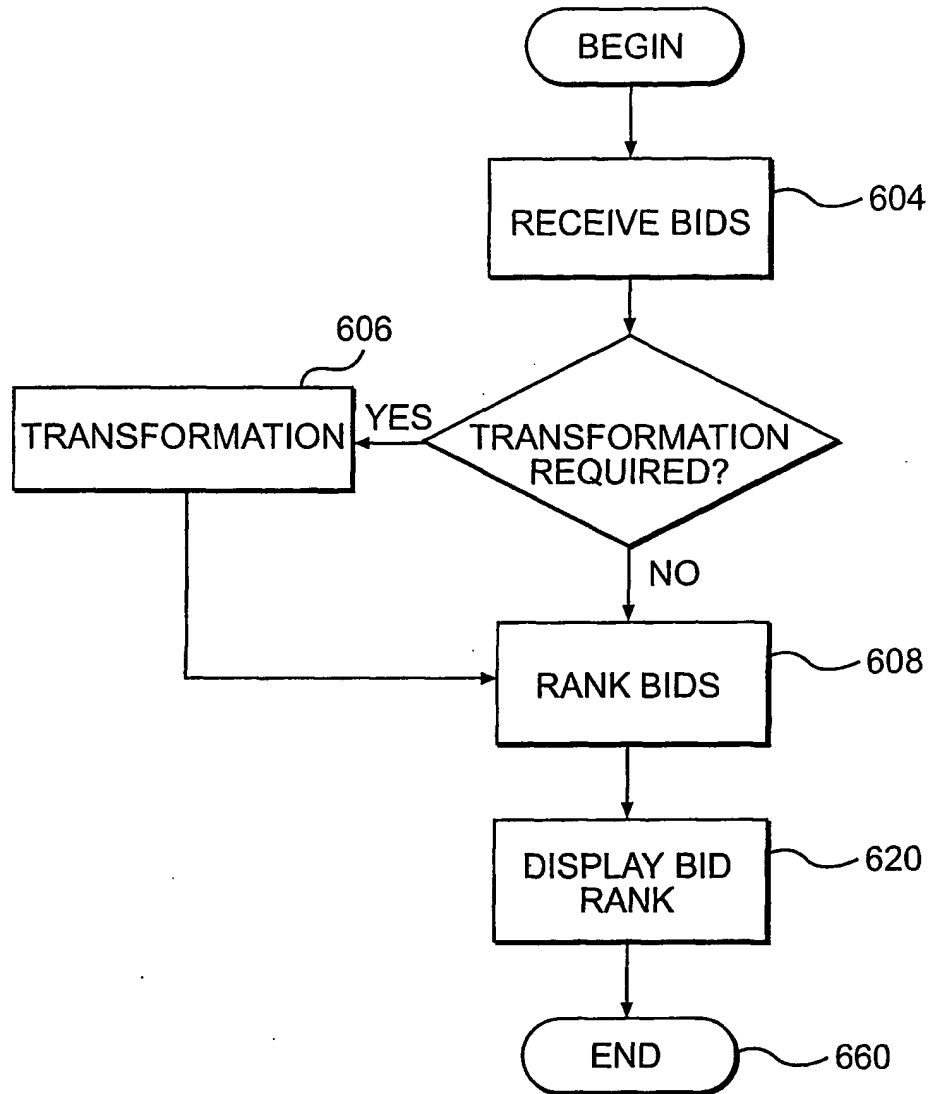 BEGIN
RECEIVE BIDS
604
606
TRANSFORMATION
YES
TRANSFORMATION
REQUIRED?
NO
RANK BIDS
608
DISPLAY BID
RANK
620
END
660